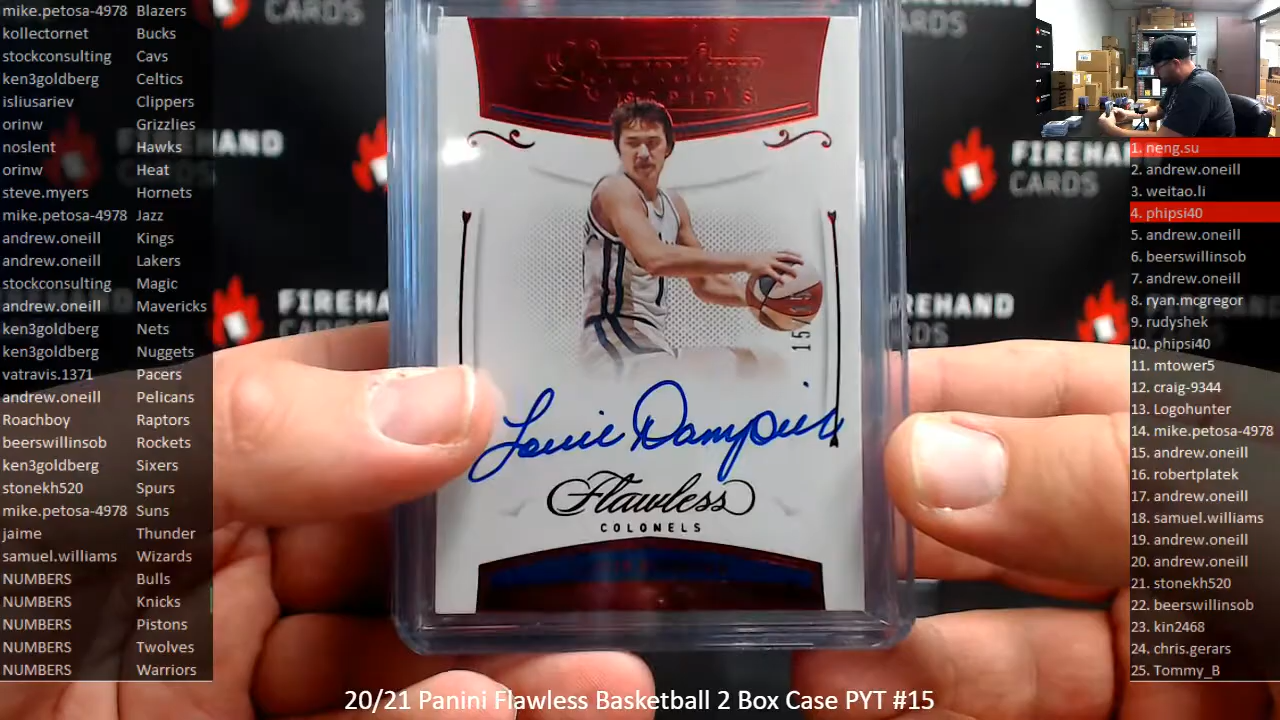 mike.petosa-4978 Blazers
kollectornet Bucks
stockconsulting Cavs
ken3goldberg Celtics
isliusariev Clippers
orinw Grizzlies
noslent Hawks
orinw Heat
steve.myers Hornets
mike.petosa-4978 Jazz
andrew.oneill Kings
andrew.oneill Lakers
stockconsulting Magic
andrew.oneill Mavericks
ken3goldberg Nets
ken3goldberg Nuggets
vatravis.1371 Pacers
andrew.oneill Pelicans
Roachboy Raptors
beerswillinsob Rockets
ken3goldberg Sixers
stonekh520 Spurs
mike.petosa-4978 Suns
jaime Thunder
samuel.williams Wizards
NUMBERS Bulls
NUMBERS Knicks
NUMBERS Pistons
NUMBERS Twolves
NUMBERS Warriors
CARDS
HAND
CARDS
FIREHAND
CARDS
FIREHAND
CARDS
Louie Dampier
Flawless
COLONELS
1. neng.su
2. andrew.oneill
3. weitao.li
4. phipsi40
5. andrew.oneill
6. beerswillinsob
7. andrew.oneill
8. ryan.mcgregor
9. rudyshek
10. phipsi40
11. mtower5
12. craig-9344
13. Logohunter
14. mike.petosa-4978
15. andrew.oneill
16. robertplatek
17. andrew.oneill
18. samuel.williams
19. andrew.oneill
20. andrew.oneill
21. stonekh520
22. beerswillinsob
23. kin2468
24. chris.gerars
25. Tommy_B
20/21 Panini Flawless Basketball 2 Box Case PYT #15